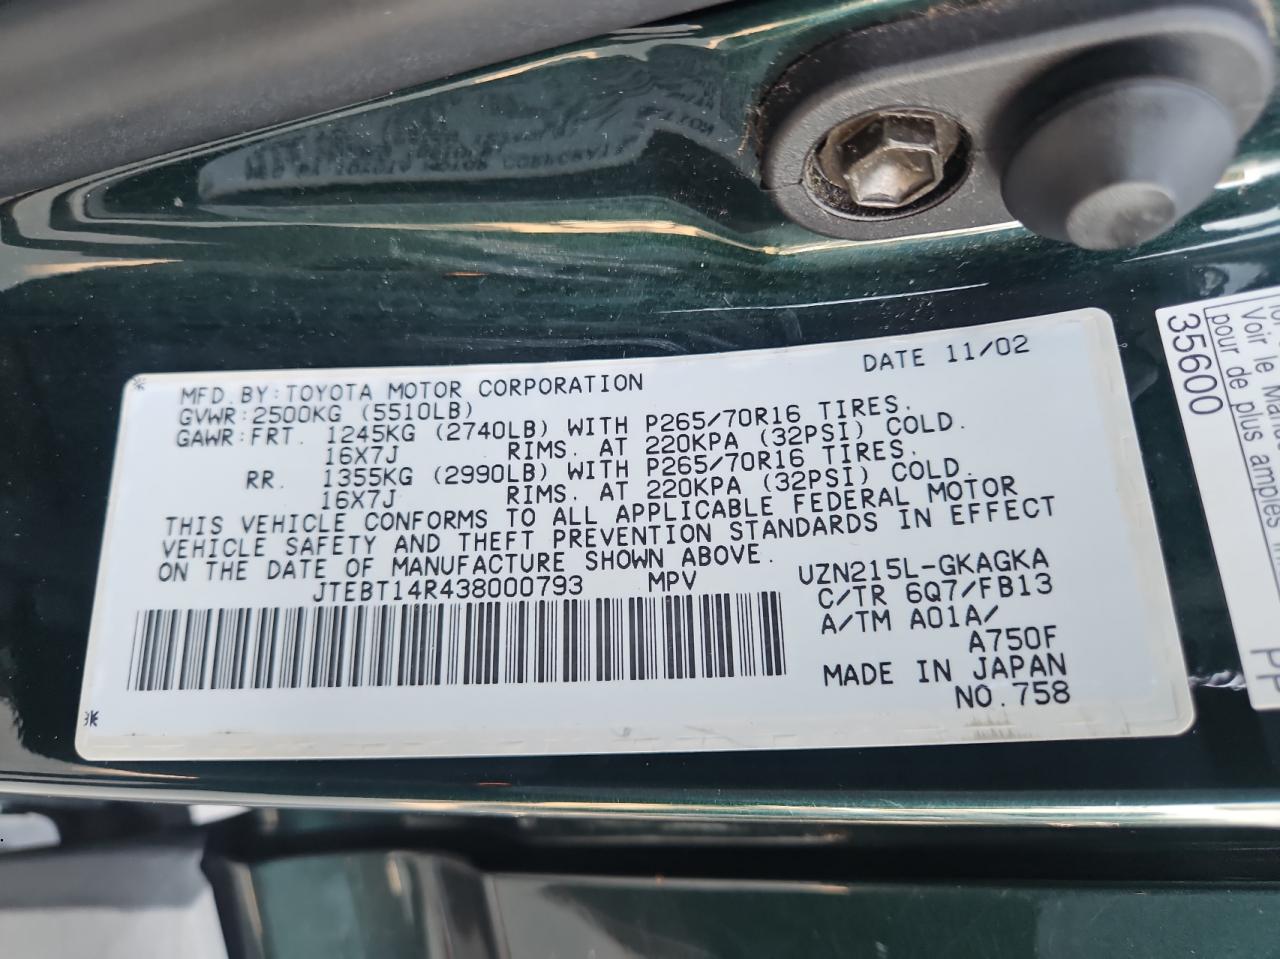 DATE 11/02
MFD. BY: TOYOTA MOTOR CORPORATION
GVWR: 2500KG (5510LB)
GAWR: FRT. 1245KG (2740LB) WITH P265/70R16 TIRES.
16X7J RIMS. AT 220KPA (32PSI) COLD.
RR. 1355KG (2990LB) WITH P265/70R16 TIRES.
16X7J RIMS. AT 220KPA (32PSI) COLD.
THIS VEHICLE CONFORMS TO ALL APPLICABLE FEDERAL MOTOR
VEHICLE SAFETY AND THEFT PREVENTION STANDARDS IN EFFECT
ON THE DATE OF MANUFACTURE SHOWN ABOVE.
JTEBT14R438000793 MPV
UZN215L-GKAGKA
C/TR 6Q7/FB13
A/TM A01A/
A750F
MADE IN JAPAN
NO. 758
Voir le
pour de plus amples
35600
PP